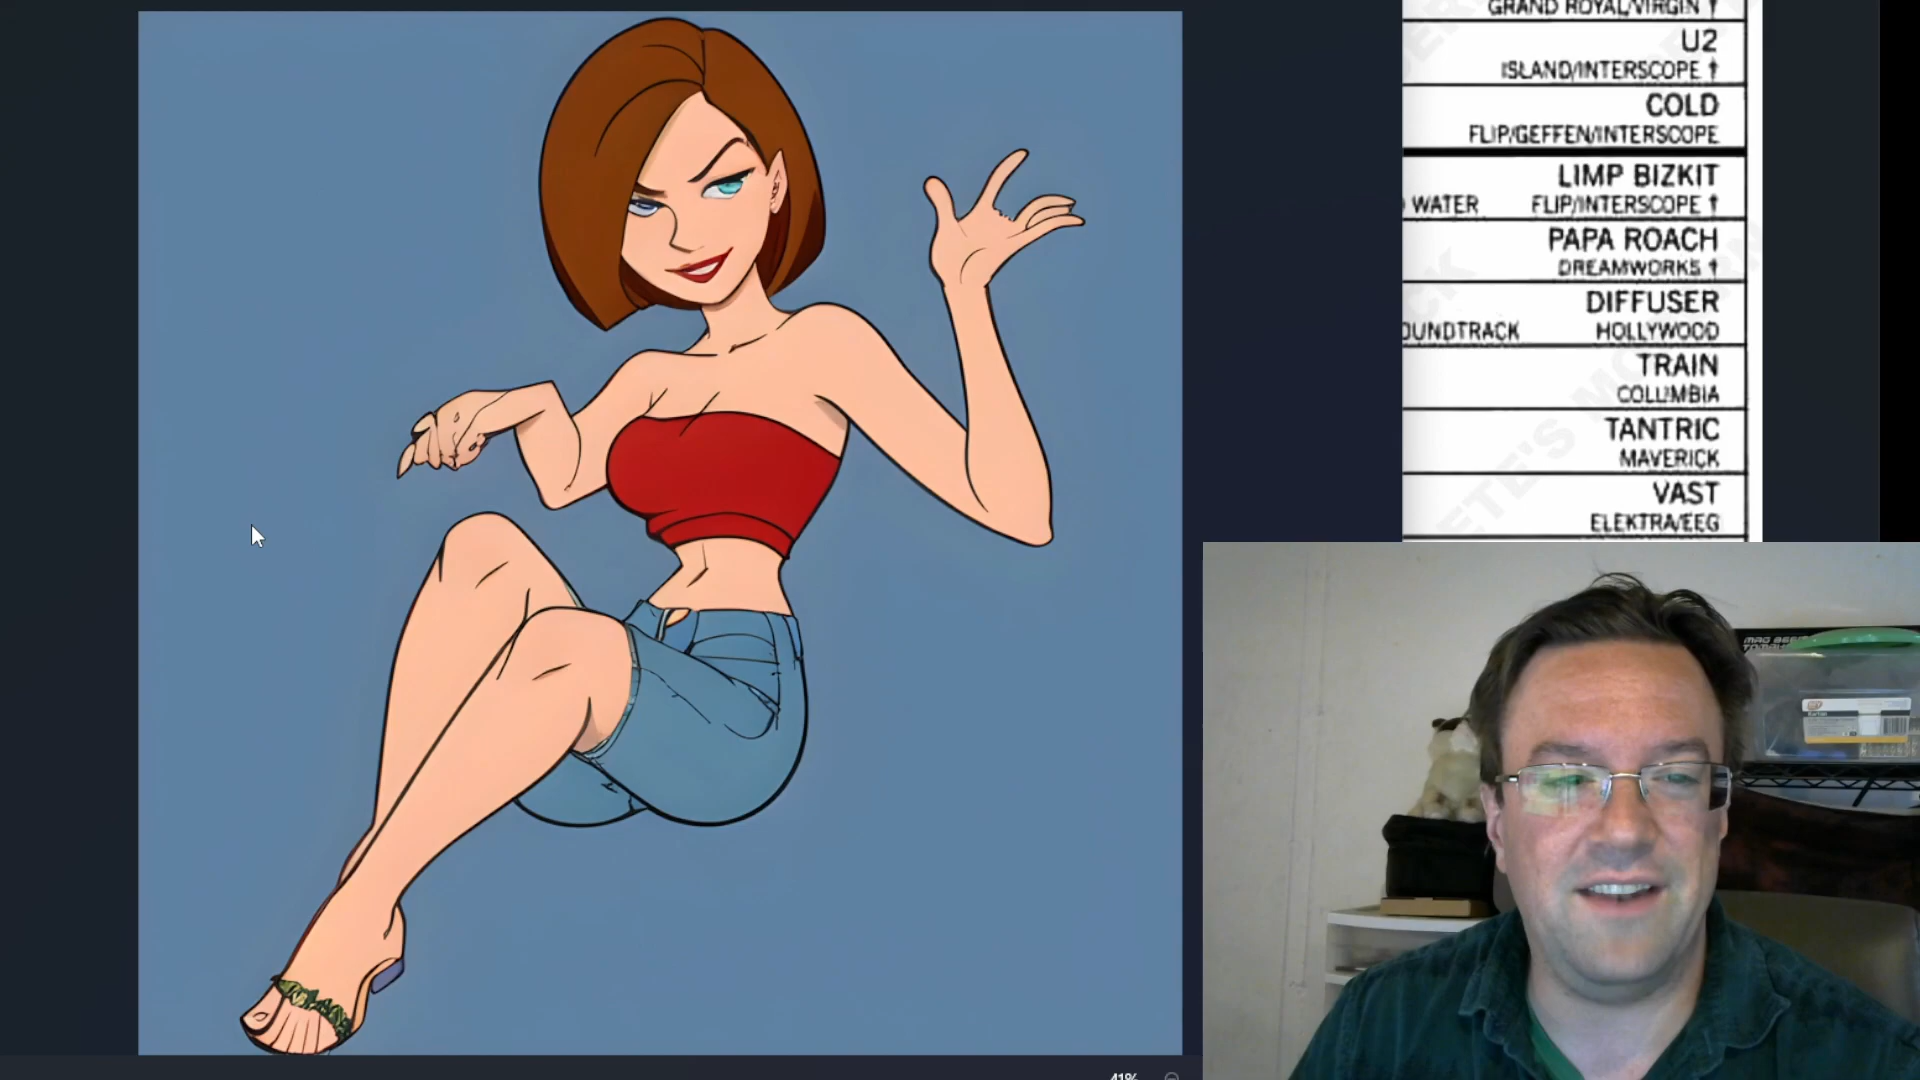 GRAND ROYAL/VIRGIN †
U2
ISLAND/INTERSCOPE †
COLD
FLIP/GEFFEN/INTERSCOPE
LIMP BIZKIT
WATER FLIP/INTERSCOPE †
PAPA ROACH
DREAMWORKS †
DIFFUSER
OUNDTRACK HOLLYWOOD
TRAIN
COLUMBIA
TANTRIC
MAVERICK
VAST
ELEKTRA/EEG
41%